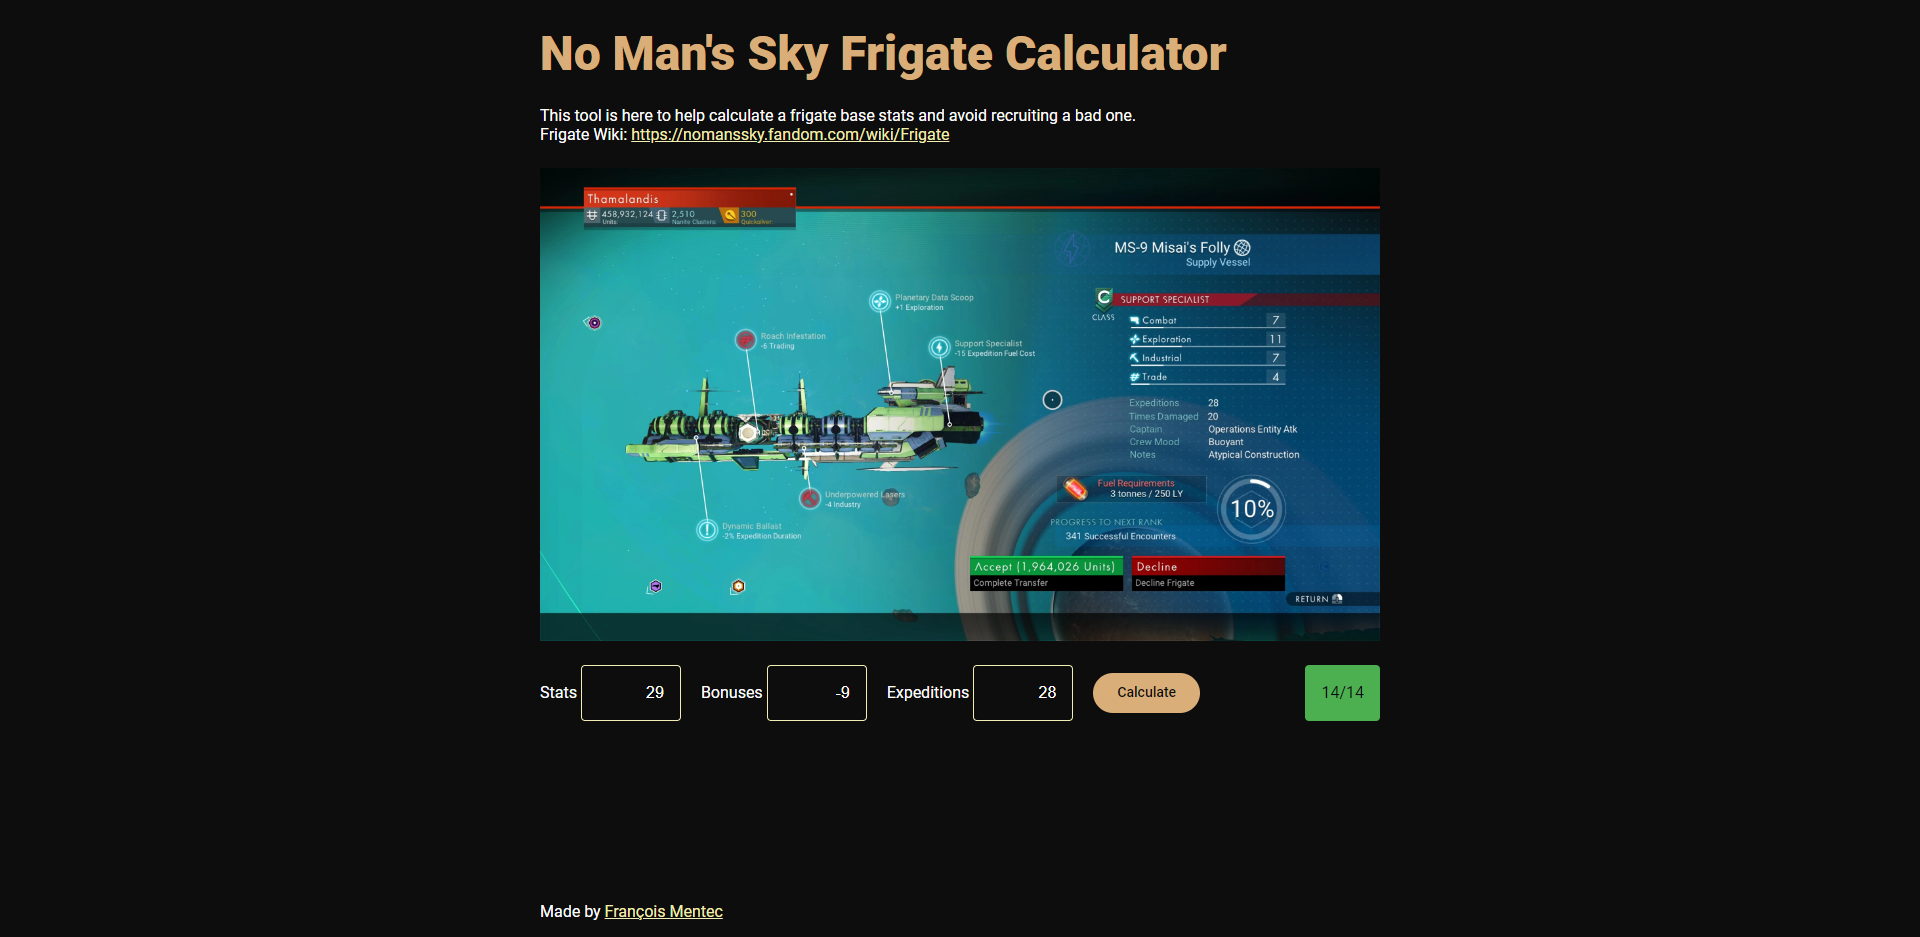 No Man's Sky Frigate Calculator
This tool is here to help calculate a frigate base stats and avoid recruiting a bad one.
Frigate Wiki: https://nomanssky.fandom.com/wiki/Frigate
Thamalandis
458,932,124 2,510 300
Units Nanite Clusters Quicksilver
MS-9 Misai's Folly
Supply Vessel
C
CLASS
SUPPORT SPECIALIST
Combat 7
Exploration 11
Industrial 7
Trade 4
Expeditions 28
Times Damaged 20
Captain Operations Entity Atk
Crew Mood Buoyant
Notes Atypical Construction
Fuel Requirements
3 tonnes / 250 LY
10%
PROGRESS TO NEXT RANK
341 Successful Encounters
Accept (1,964,026 Units)
Complete Transfer
Decline
Decline Frigate
RETURN
Planetary Data Scoop
+1 Exploration
Roach Infestation
-6 Trading
Support Specialist
-15 Expedition Fuel Cost
Underpowered Lasers
-4 Industry
Dynamic Ballast
-2% Expedition Duration
Stats 29 Bonuses -9 Expeditions 28 Calculate 14/14
Made by François Mentec